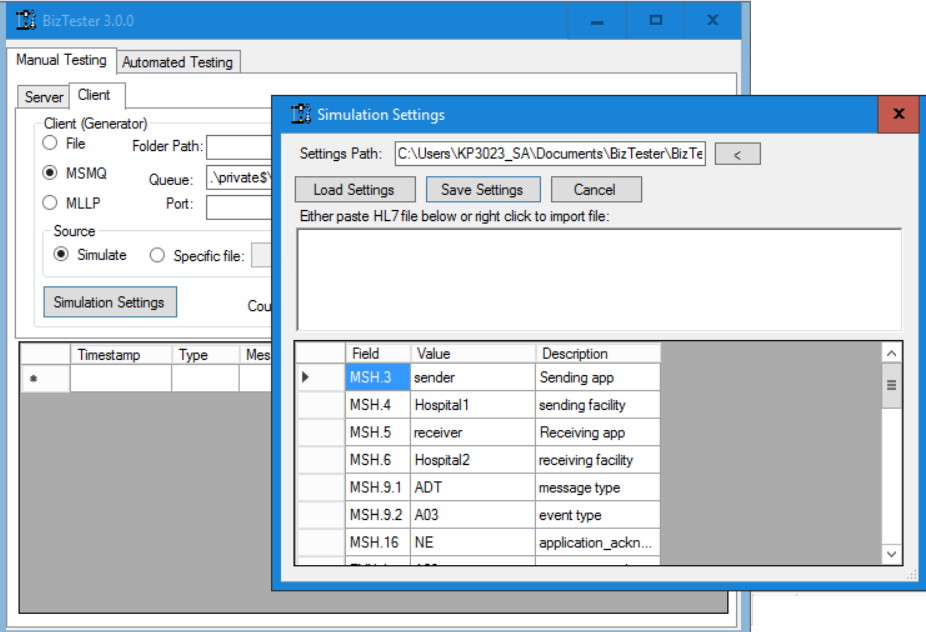 BizTester 3.0.0
Manual Testing Automated Testing
Server Client
Client (Generator)
File Folder Path:
MSMQ Queue: .\private$\
MLLP Port:
Source
Simulate Specific file:
Simulation Settings Cou
Timestamp Type Mes
*
Simulation Settings
Settings Path: C:\Users\KP3023_SA\Documents\BizTester\BizTe <
Load Settings Save Settings Cancel
Either paste HL7 file below or right click to import file:
Field Value Description
MSH.3 sender Sending app
MSH.4 Hospital1 sending facility
MSH.5 receiver Receiving app
MSH.6 Hospital2 receiving facility
MSH.9.1 ADT message type
MSH.9.2 A03 event type
MSH.16 NE application_ackn...